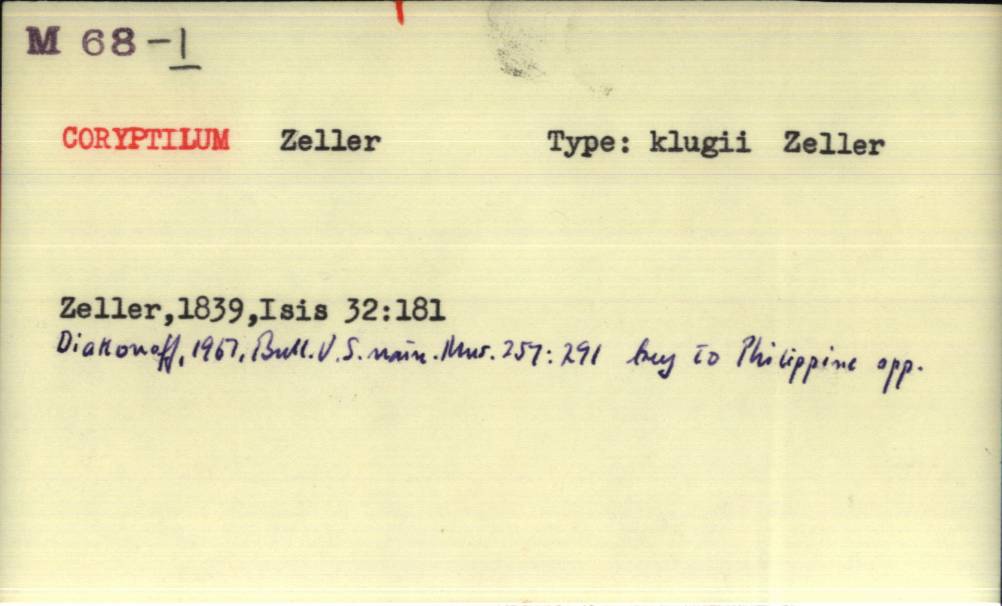 M 68-1
CORYPTILUM Zeller Type: klugii Zeller
Zeller,1839,Isis 32:181
Diakonoff, 1967, Bull. U.S. natn. Mus. 257: 291 key to Philippine spp.